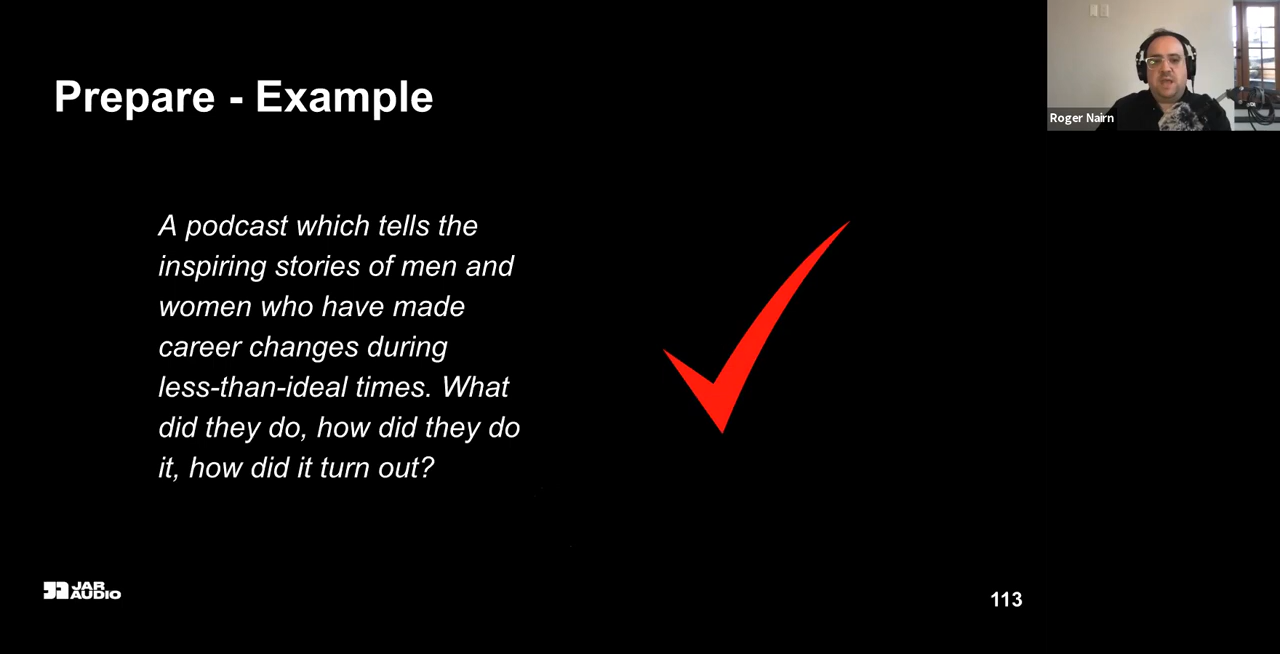 Prepare - Example
Roger Nairn
A podcast which tells the
inspiring stories of men and
women who have made
career changes during
less-than-ideal times. What
did they do, how did they do
it, how did it turn out?
JAR
AUDIO
113